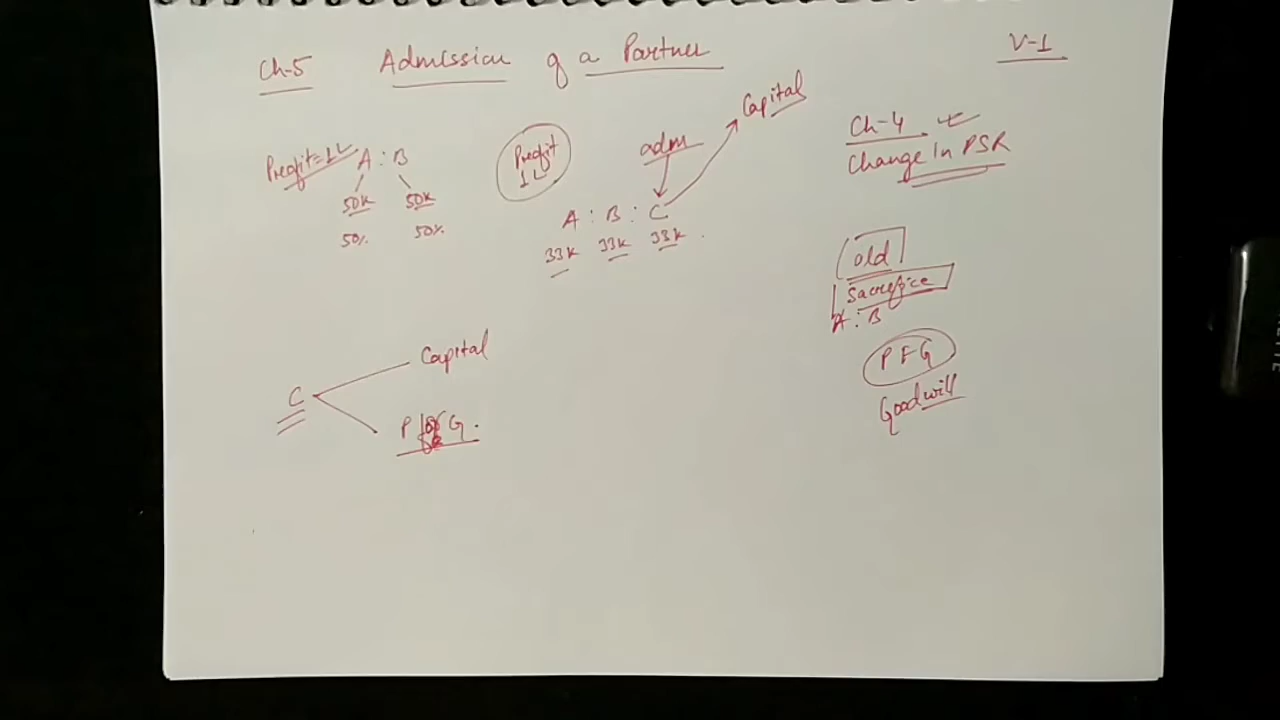 Ch-5 Admission of a Partner V-1
Profit=1L A : B
50K 50K
50% 50%
Profit
1L
adm
Capital
A : B : C
33K 33K 33K
Ch-4
Change In PSR
old
Sacrifice
A : B
PFG
Goodwill
C
Capital
P G.